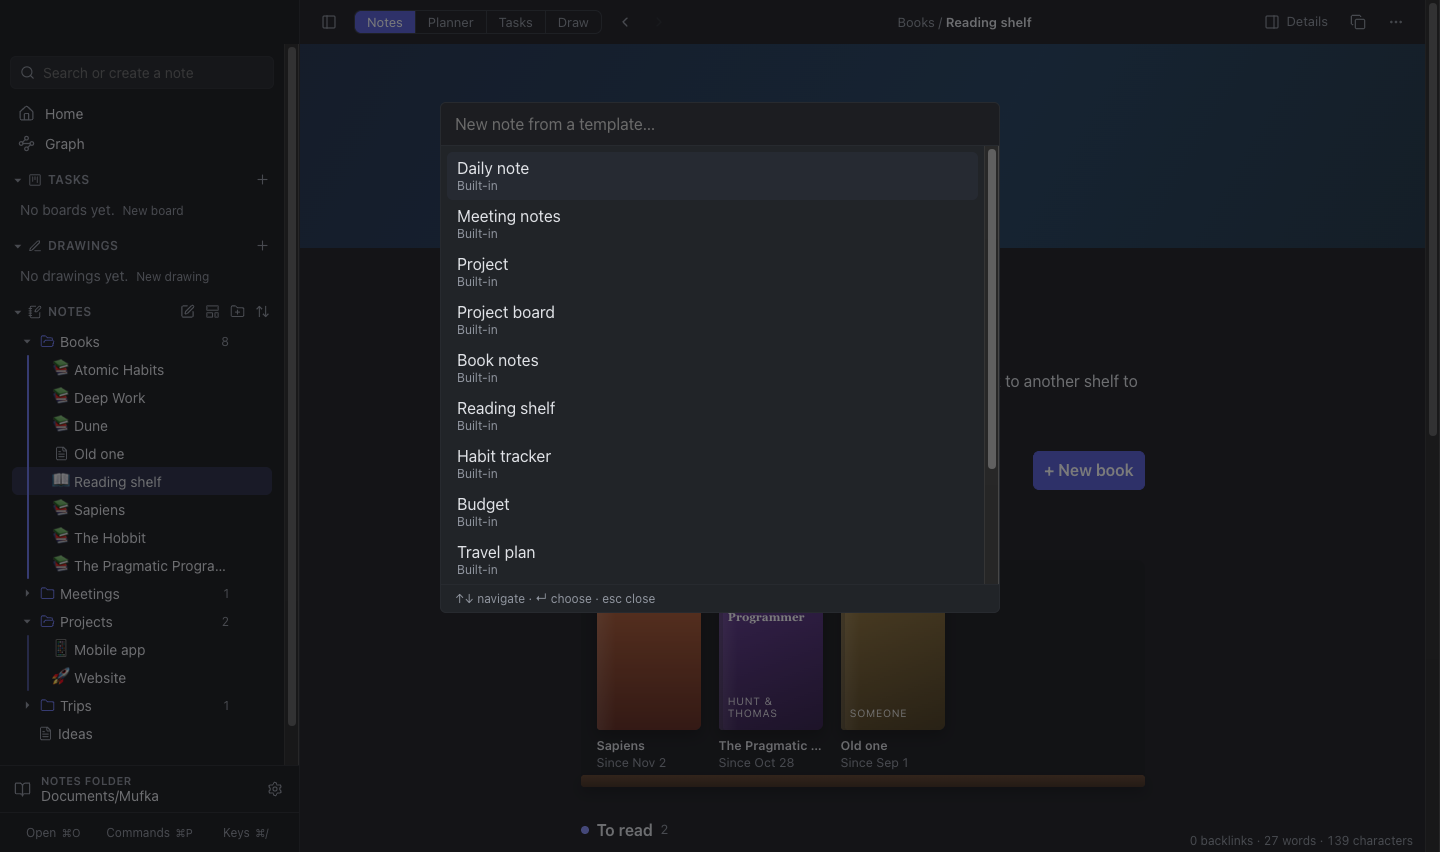 Notes
Planner
Tasks
Draw
Books / Reading shelf
Details
Search or create a note
Home
Graph
TASKS
No boards yet. New board
DRAWINGS
No drawings yet. New drawing
NOTES
Books 8
Atomic Habits
Deep Work
Dune
Old one
Reading shelf
Sapiens
The Hobbit
The Pragmatic Progra...
Meetings 1
Projects 2
Mobile app
Website
Trips 1
Ideas
NOTES FOLDER
Documents/Mufka
Open ⌘O
Commands ⌘P
Keys ⌘/
New note from a template...
Daily note
Built-in
Meeting notes
Built-in
Project
Built-in
Project board
Built-in
Book notes
Built-in
Reading shelf
Built-in
Habit tracker
Built-in
Budget
Built-in
Travel plan
Built-in
↑↓ navigate · ↵ choose · esc close
to another shelf to
+ New book
Programmer
HUNT &
THOMAS
SOMEONE
Sapiens
Since Nov 2
The Pragmatic ...
Since Oct 28
Old one
Since Sep 1
To read 2
0 backlinks · 27 words · 139 characters